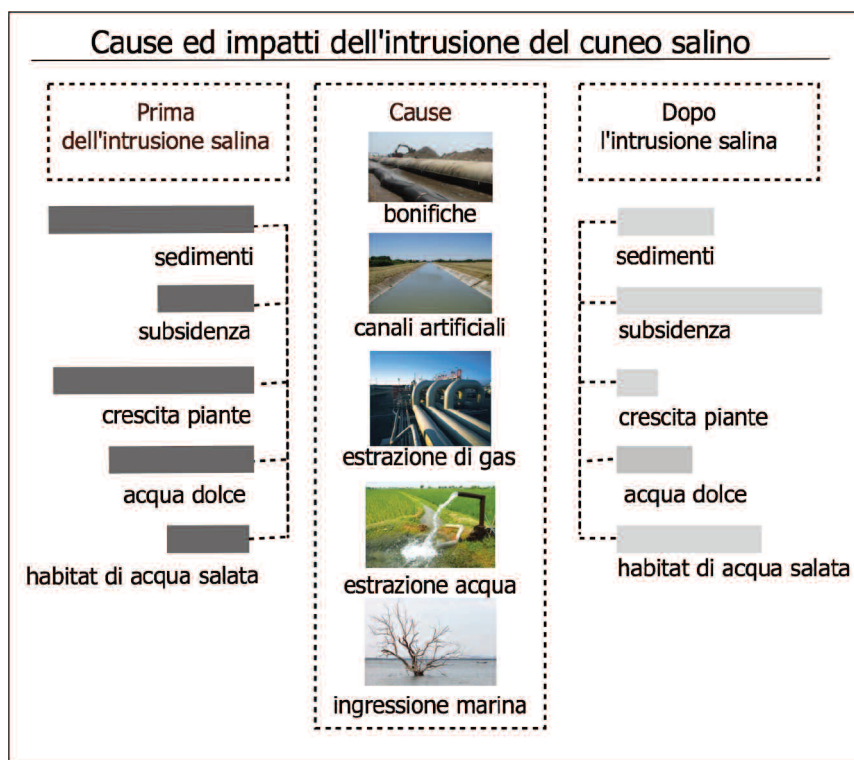 Cause ed impatti dell'intrusione del cuneo salino
Prima
dell'intrusione salina
sedimenti
subsidenza
crescita piante
acqua dolce
habitat di acqua salata
Cause
bonifiche
canali artificiali
estrazione di gas
estrazione acqua
ingressione marina
Dopo
l'intrusione salina
sedimenti
subsidenza
crescita piante
acqua dolce
habitat di acqua salata